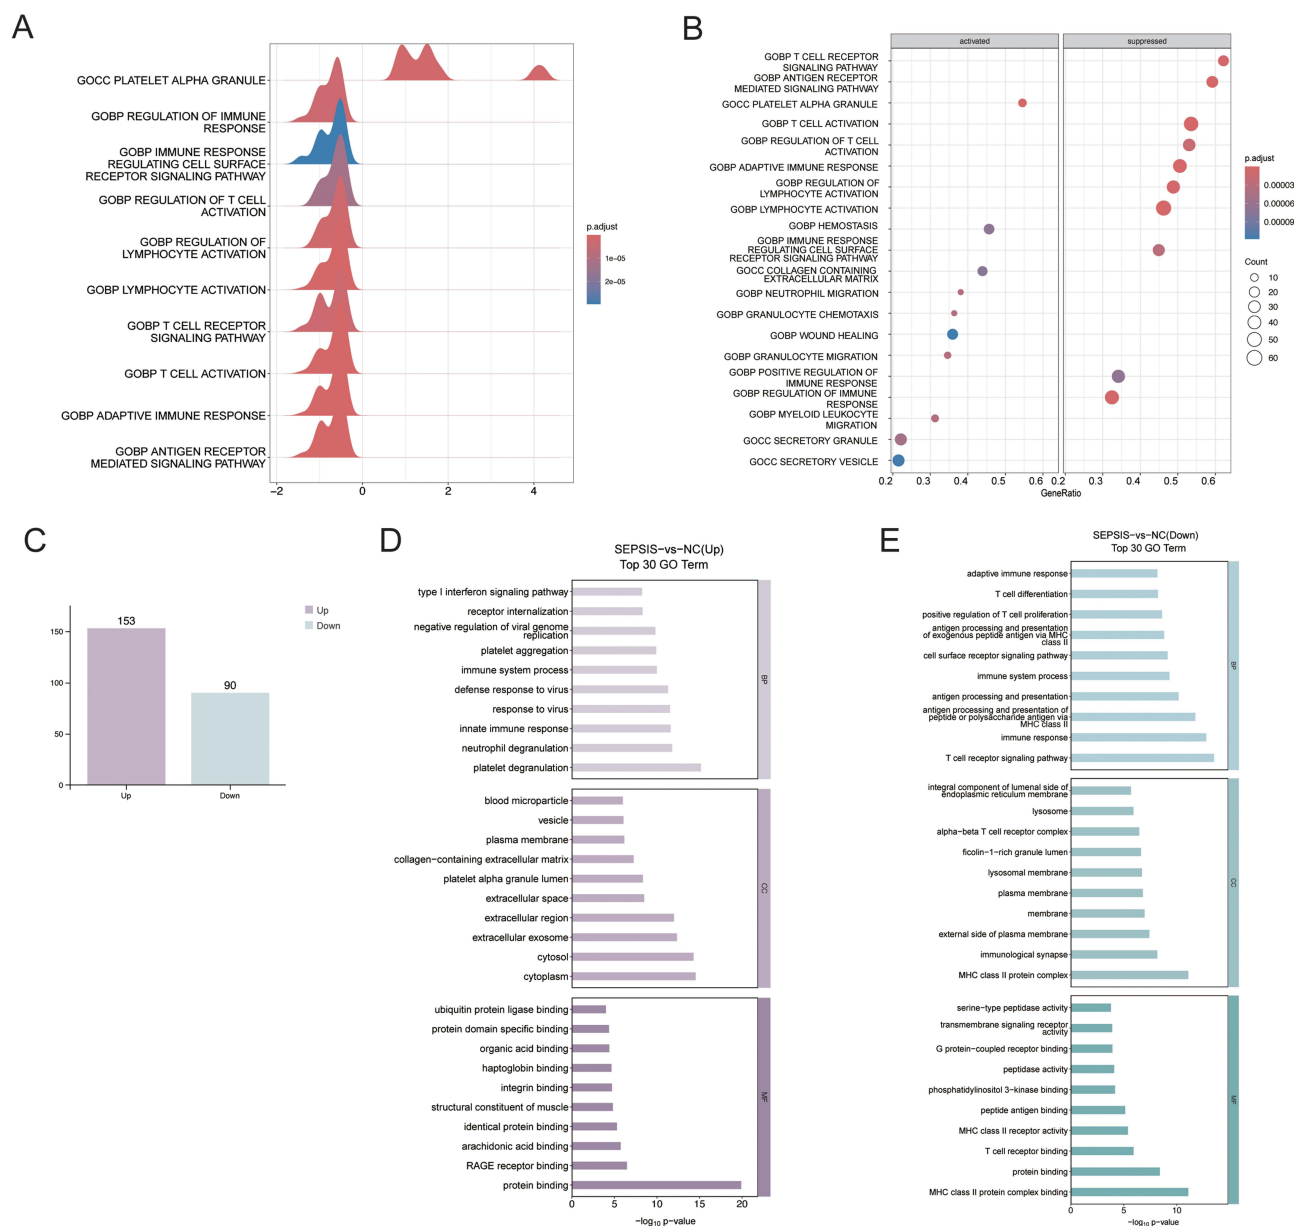 A
GOCC PLATELET ALPHA GRANULE
GOBP REGULATION OF IMMUNE
RESPONSE
GOBP IMMUNE RESPONSE
REGULATING CELL SURFACE
RECEPTOR SIGNALING PATHWAY
GOBP REGULATION OF T CELL
ACTIVATION
GOBP REGULATION OF
LYMPHOCYTE ACTIVATION
GOBP LYMPHOCYTE ACTIVATION
GOBP T CELL RECEPTOR
SIGNALING PATHWAY
GOBP T CELL ACTIVATION
GOBP ADAPTIVE IMMUNE RESPONSE
GOBP ANTIGEN RECEPTOR
MEDIATED SIGNALING PATHWAY
−2 0 2 4
p.adjust
1e−05
2e−05
B
activated suppressed
GOBP T CELL RECEPTOR
SIGNALING PATHWAY
GOBP ANTIGEN RECEPTOR
MEDIATED SIGNALING PATHWAY
GOCC PLATELET ALPHA GRANULE
GOBP T CELL ACTIVATION
GOBP REGULATION OF T CELL
ACTIVATION
GOBP ADAPTIVE IMMUNE RESPONSE
GOBP REGULATION OF
LYMPHOCYTE ACTIVATION
GOBP LYMPHOCYTE ACTIVATION
GOBP HEMOSTASIS
GOBP IMMUNE RESPONSE
REGULATING CELL SURFACE
RECEPTOR SIGNALING PATHWAY
GOCC COLLAGEN CONTAINING
EXTRACELLULAR MATRIX
GOBP NEUTROPHIL MIGRATION
GOBP GRANULOCYTE CHEMOTAXIS
GOBP WOUND HEALING
GOBP GRANULOCYTE MIGRATION
GOBP POSITIVE REGULATION OF
IMMUNE RESPONSE
GOBP REGULATION OF IMMUNE
RESPONSE
GOBP MYELOID LEUKOCYTE
MIGRATION
GOCC SECRETORY GRANULE
GOCC SECRETORY VESICLE
0.2 0.3 0.4 0.5 0.6 0.2 0.3 0.4 0.5 0.6
GeneRatio
p.adjust
0.00003
0.00006
0.00009
Count
10
20
30
40
50
60
C
150
100
50
0
153
90
Up Down
Up
Down
D
SEPSIS−vs−NC(Up)
Top 30 GO Term
type I interferon signaling pathway
receptor internalization
negative regulation of viral genome
replication
platelet aggregation
immune system process
defense response to virus
response to virus
innate immune response
neutrophil degranulation
platelet degranulation
BP
blood microparticle
vesicle
plasma membrane
collagen−containing extracellular matrix
platelet alpha granule lumen
extracellular space
extracellular region
extracellular exosome
cytosol
cytoplasm
CC
ubiquitin protein ligase binding
protein domain specific binding
organic acid binding
haptoglobin binding
integrin binding
structural constituent of muscle
identical protein binding
arachidonic acid binding
RAGE receptor binding
protein binding
MF
0 5 10 15 20
−log10 p−value
E
SEPSIS−vs−NC(Down)
Top 30 GO Term
adaptive immune response
T cell differentiation
positive regulation of T cell proliferation
antigen processing and presentation
of exogenous peptide antigen via MHC
class II
cell surface receptor signaling pathway
immune system process
antigen processing and presentation
antigen processing and presentation of
peptide or polysaccharide antigen via
MHC class II
immune response
T cell receptor signaling pathway
BP
integral component of lumenal side of
endoplasmic reticulum membrane
lysosome
alpha−beta T cell receptor complex
ficolin−1−rich granule lumen
lysosomal membrane
plasma membrane
membrane
external side of plasma membrane
immunological synapse
MHC class II protein complex
CC
serine−type peptidase activity
transmembrane signaling receptor
activity
G protein−coupled receptor binding
peptidase activity
phosphatidylinositol 3−kinase binding
peptide antigen binding
MHC class II receptor activity
T cell receptor binding
protein binding
MHC class II protein complex binding
MF
0 5 10
−log10 p−value